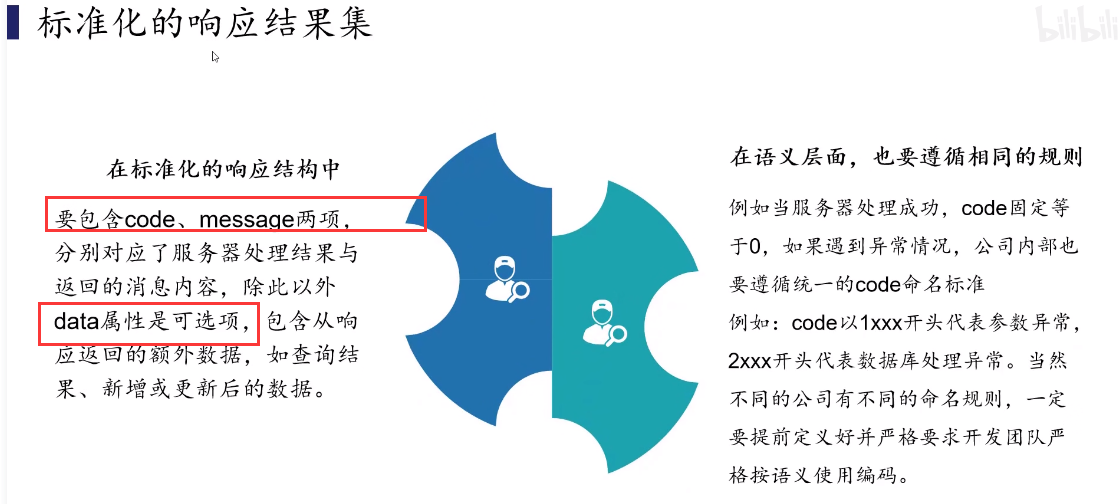 标准化的响应结果集
bilibili
在标准化的响应结构中
要包含code、message两项，
分别对应了服务器处理结果与
返回的消息内容，除此以外
data属性是可选项，包含从响
应返回的额外数据，如查询结
果、新增或更新后的数据。
在语义层面，也要遵循相同的规则
例如当服务器处理成功，code固定等
于0，如果遇到异常情况，公司内部也
要遵循统一的code命名标准
例如：code以1xxx开头代表参数异常，
2xxx开头代表数据库处理异常。当然
不同的公司有不同的命名规则，一定
要提前定义好并严格要求开发团队严
格按语义使用编码。